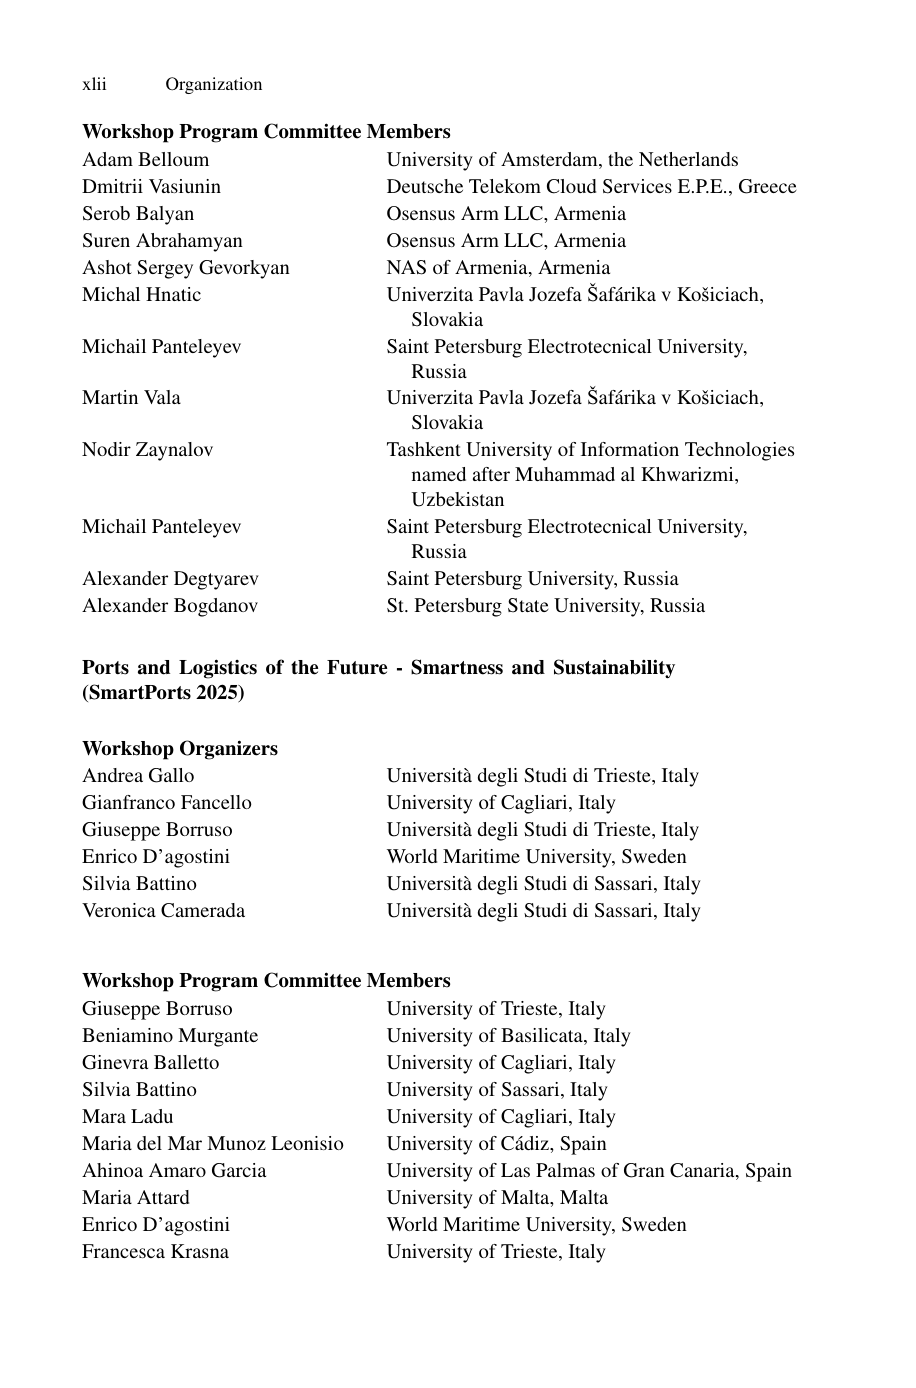 xlii Organization
Workshop Program Committee Members
Adam Belloum University of Amsterdam, the Netherlands
Dmitrii Vasiunin Deutsche Telekom Cloud Services E.P.E., Greece
Serob Balyan Osensus Arm LLC, Armenia
Suren Abrahamyan Osensus Arm LLC, Armenia
Ashot Sergey Gevorkyan NAS of Armenia, Armenia
Michal Hnatic Univerzita Pavla Jozefa Šafárika v Košiciach,
Slovakia
Michail Panteleyev Saint Petersburg Electrotecnical University,
Russia
Martin Vala Univerzita Pavla Jozefa Šafárika v Košiciach,
Slovakia
Nodir Zaynalov Tashkent University of Information Technologies
named after Muhammad al Khwarizmi,
Uzbekistan
Michail Panteleyev Saint Petersburg Electrotecnical University,
Russia
Alexander Degtyarev Saint Petersburg University, Russia
Alexander Bogdanov St. Petersburg State University, Russia
Ports and Logistics of the Future - Smartness and Sustainability
(SmartPorts 2025)
Workshop Organizers
Andrea Gallo Università degli Studi di Trieste, Italy
Gianfranco Fancello University of Cagliari, Italy
Giuseppe Borruso Università degli Studi di Trieste, Italy
Enrico D’agostini World Maritime University, Sweden
Silvia Battino Università degli Studi di Sassari, Italy
Veronica Camerada Università degli Studi di Sassari, Italy
Workshop Program Committee Members
Giuseppe Borruso University of Trieste, Italy
Beniamino Murgante University of Basilicata, Italy
Ginevra Balletto University of Cagliari, Italy
Silvia Battino University of Sassari, Italy
Mara Ladu University of Cagliari, Italy
Maria del Mar Munoz Leonisio University of Cádiz, Spain
Ahinoa Amaro Garcia University of Las Palmas of Gran Canaria, Spain
Maria Attard University of Malta, Malta
Enrico D’agostini World Maritime University, Sweden
Francesca Krasna University of Trieste, Italy